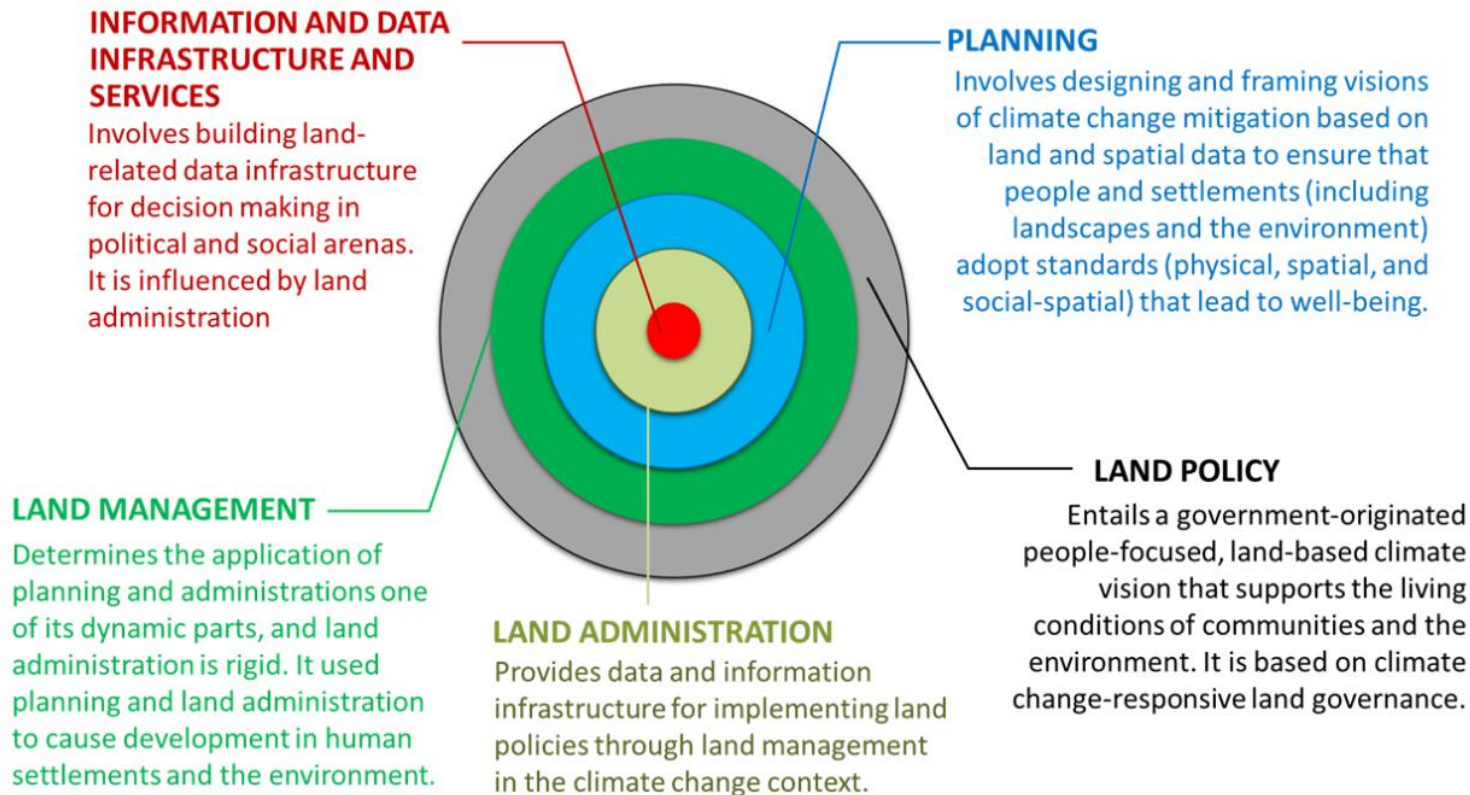 INFORMATION AND DATA
INFRASTRUCTURE AND
SERVICES
Involves building land-
related data infrastructure
for decision making in
political and social arenas.
It is influenced by land
administration
PLANNING
Involves designing and framing visions
of climate change mitigation based on
land and spatial data to ensure that
people and settlements (including
landscapes and the environment)
adopt standards (physical, spatial, and
social-spatial) that lead to well-being.
LAND MANAGEMENT
Determines the application of
planning and administrations one
of its dynamic parts, and land
administration is rigid. It used
planning and land administration
to cause development in human
settlements and the environment.
LAND ADMINISTRATION
Provides data and information
infrastructure for implementing land
policies through land management
in the climate change context.
LAND POLICY
Entails a government-originated
people-focused, land-based climate
vision that supports the living
conditions of communities and the
environment. It is based on climate
change-responsive land governance.